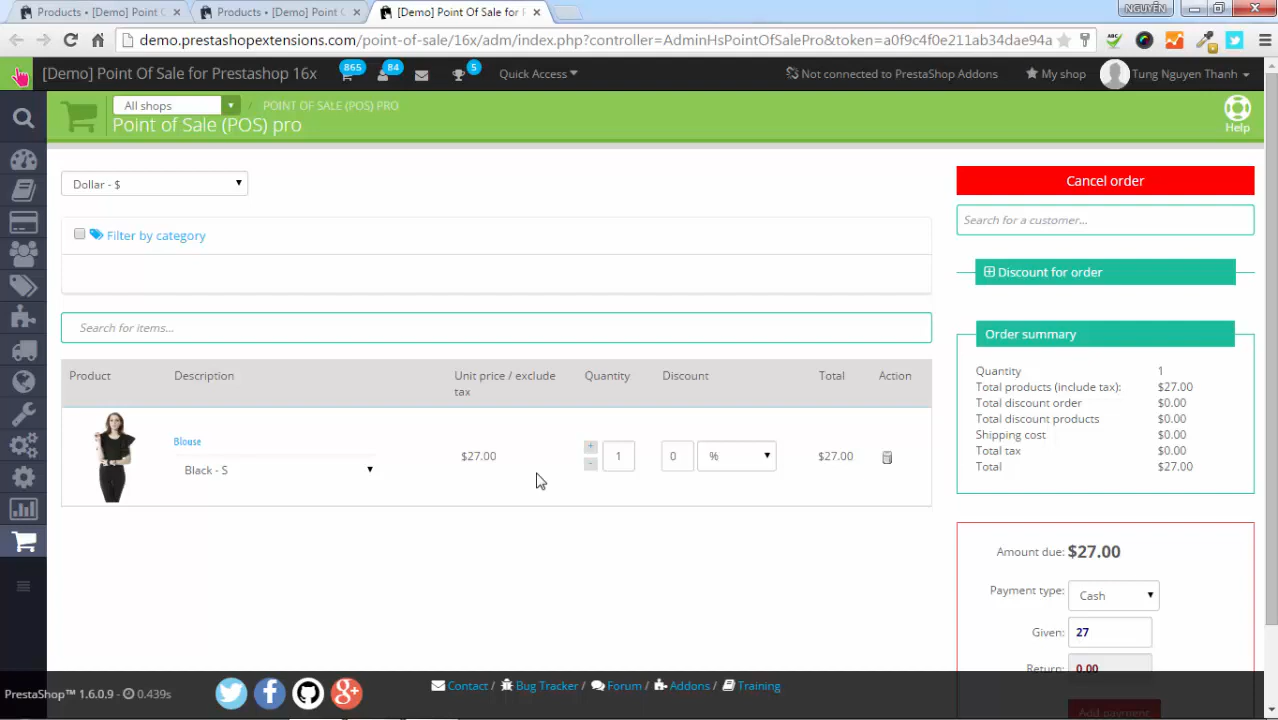 Products • [Demo] Point C
Products • [Demo] Point C
[Demo] Point Of Sale for F
NGUYÊN
demo.prestashopextensions.com/point-of-sale/16x/adm/index.php?controller=AdminHsPointOfSalePro&token=a0f9c4f0e211ab34dae94a
[Demo] Point Of Sale for Prestashop 16x
865
84
5
Quick Access
Not connected to PrestaShop Addons
My shop
Tung Nguyen Thanh
All shops
/ POINT OF SALE (POS) PRO
Point of Sale (POS) pro
Help
Dollar - $
Cancel order
Search for a customer...
Filter by category
Discount for order
Search for items...
Order summary
Product
Description
Unit price / exclude tax
Quantity
Discount
Total
Action
Blouse
Black - S
$27.00
+
-
1
0
%
$27.00
Quantity 1
Total products (include tax): $27.00
Total discount order $0.00
Total discount products $0.00
Shipping cost $0.00
Total tax $0.00
Total $27.00
Amount due: $27.00
Payment type: Cash
Given: 27
Return: 0.00
Add payment
PrestaShop™ 1.6.0.9 - 0.439s
Contact / Bug Tracker / Forum / Addons / Training